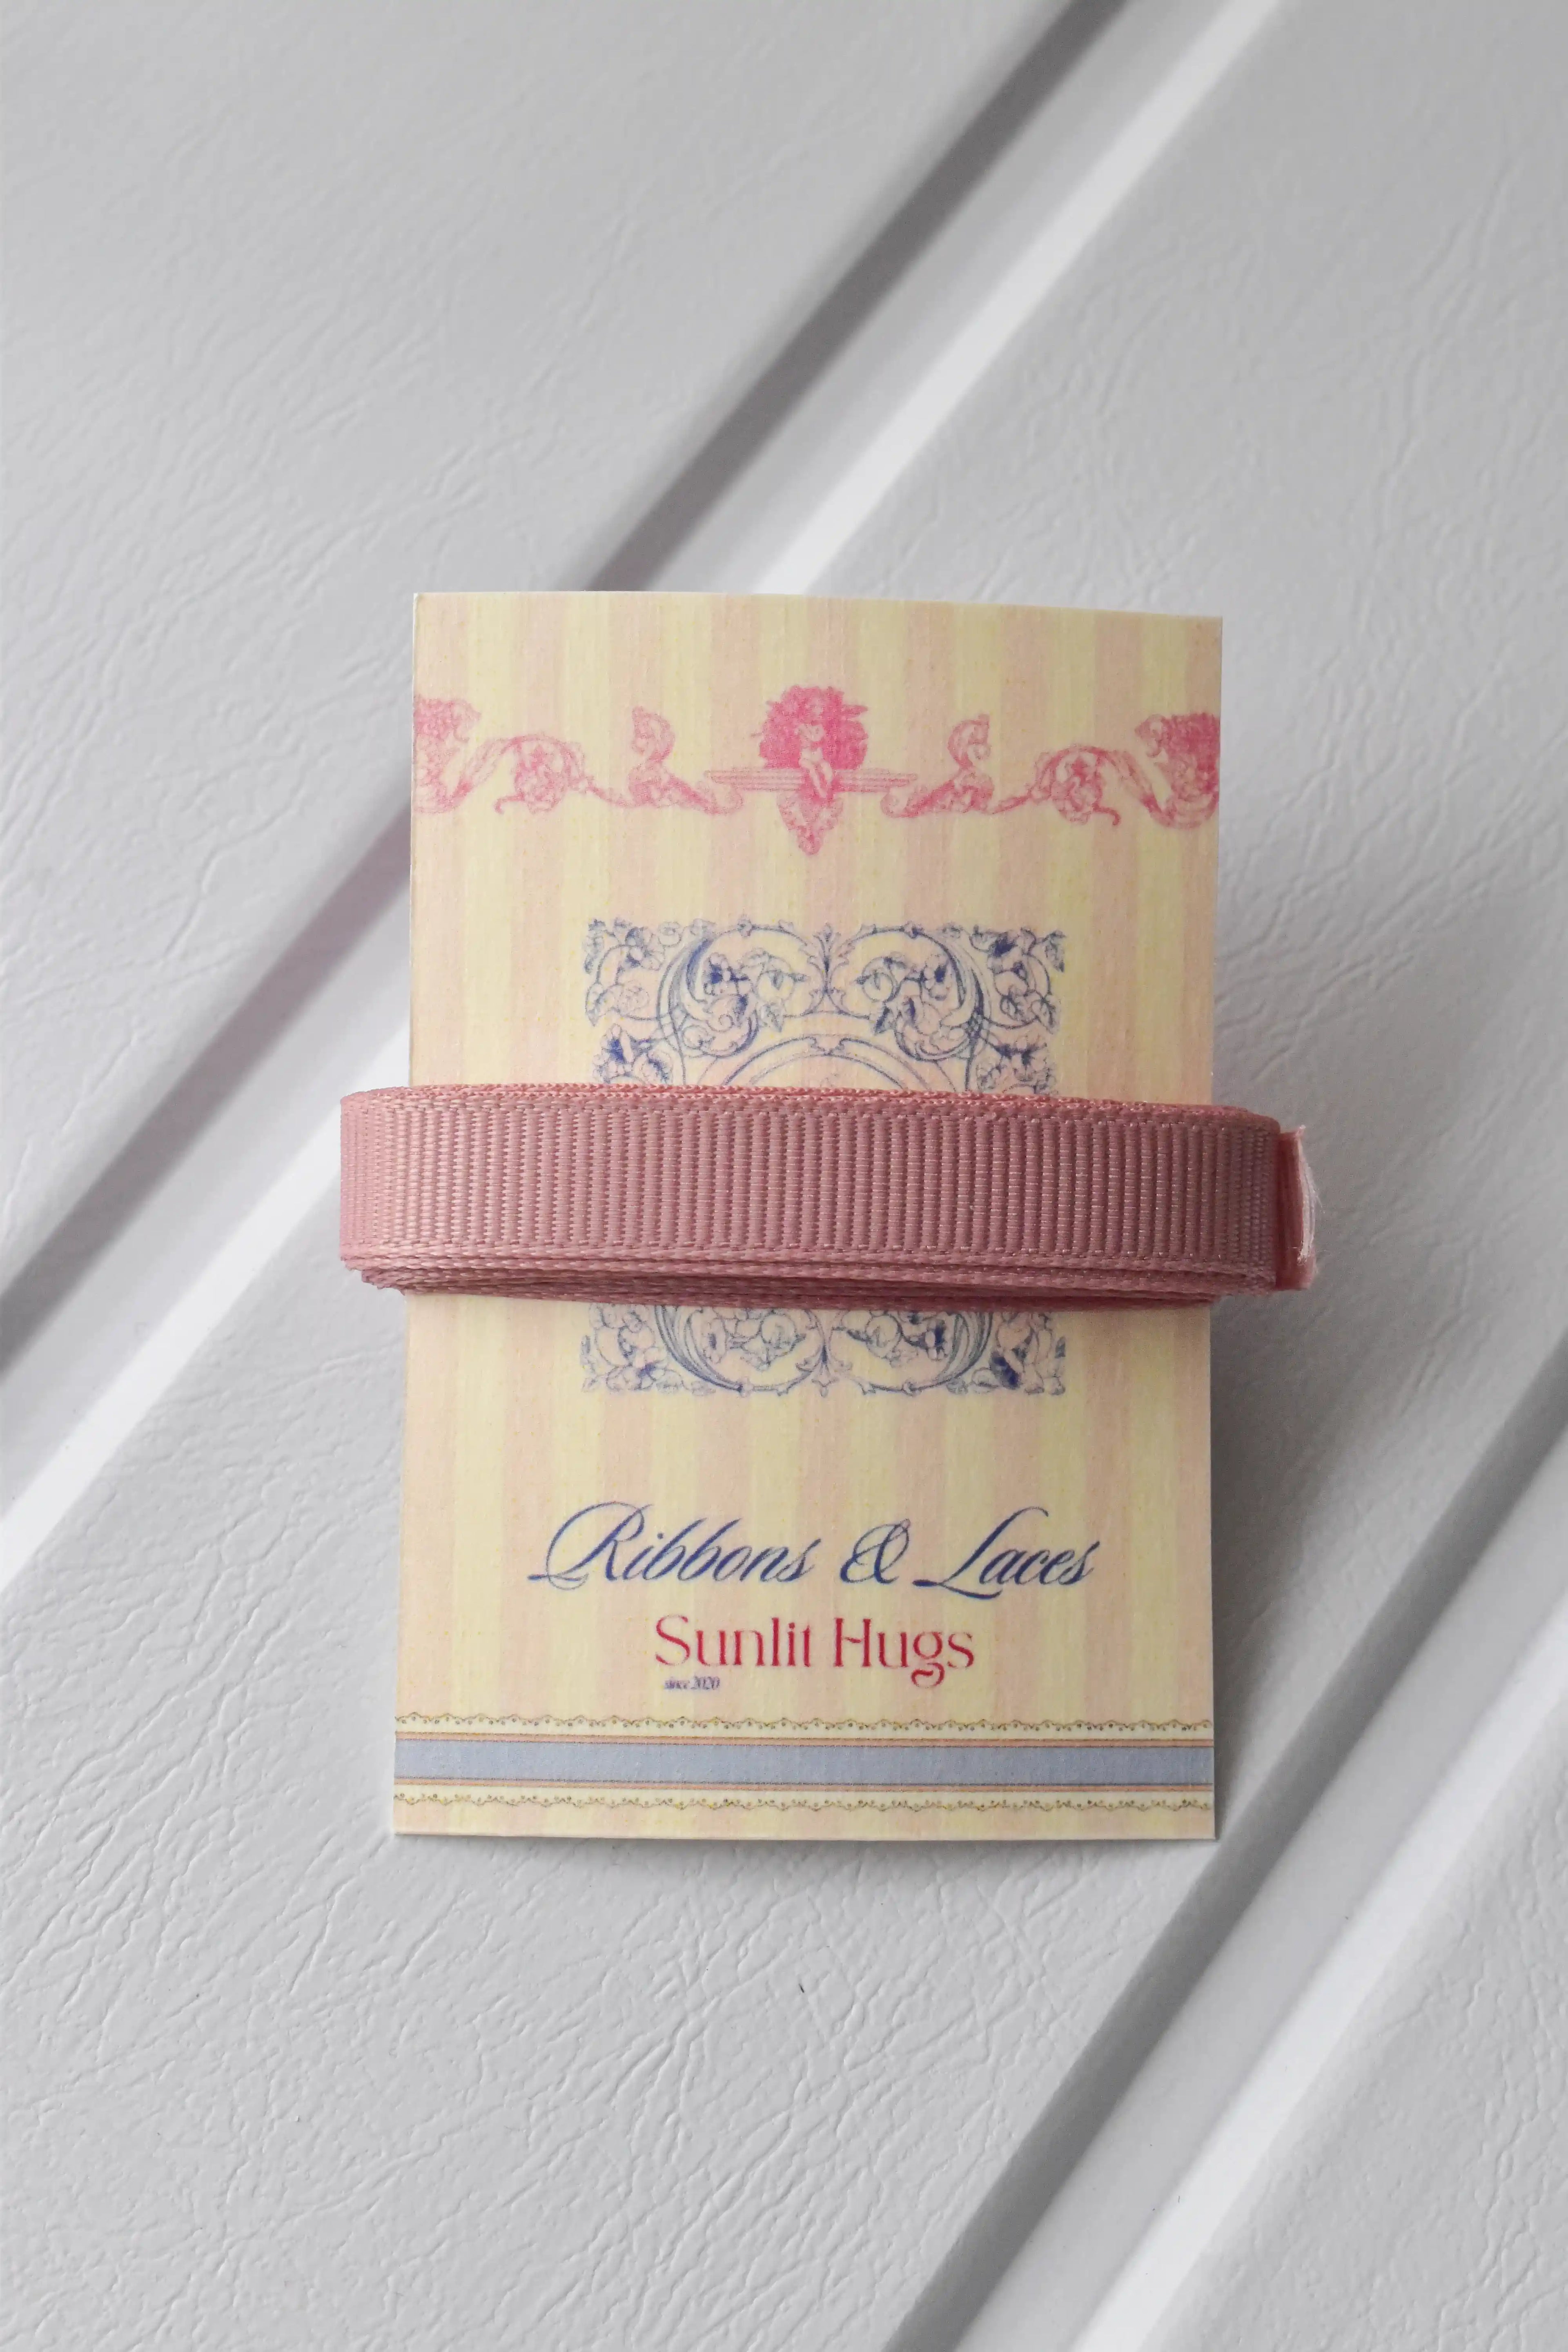 Ribbons & Laces
Sunlit Hugs
since 2020